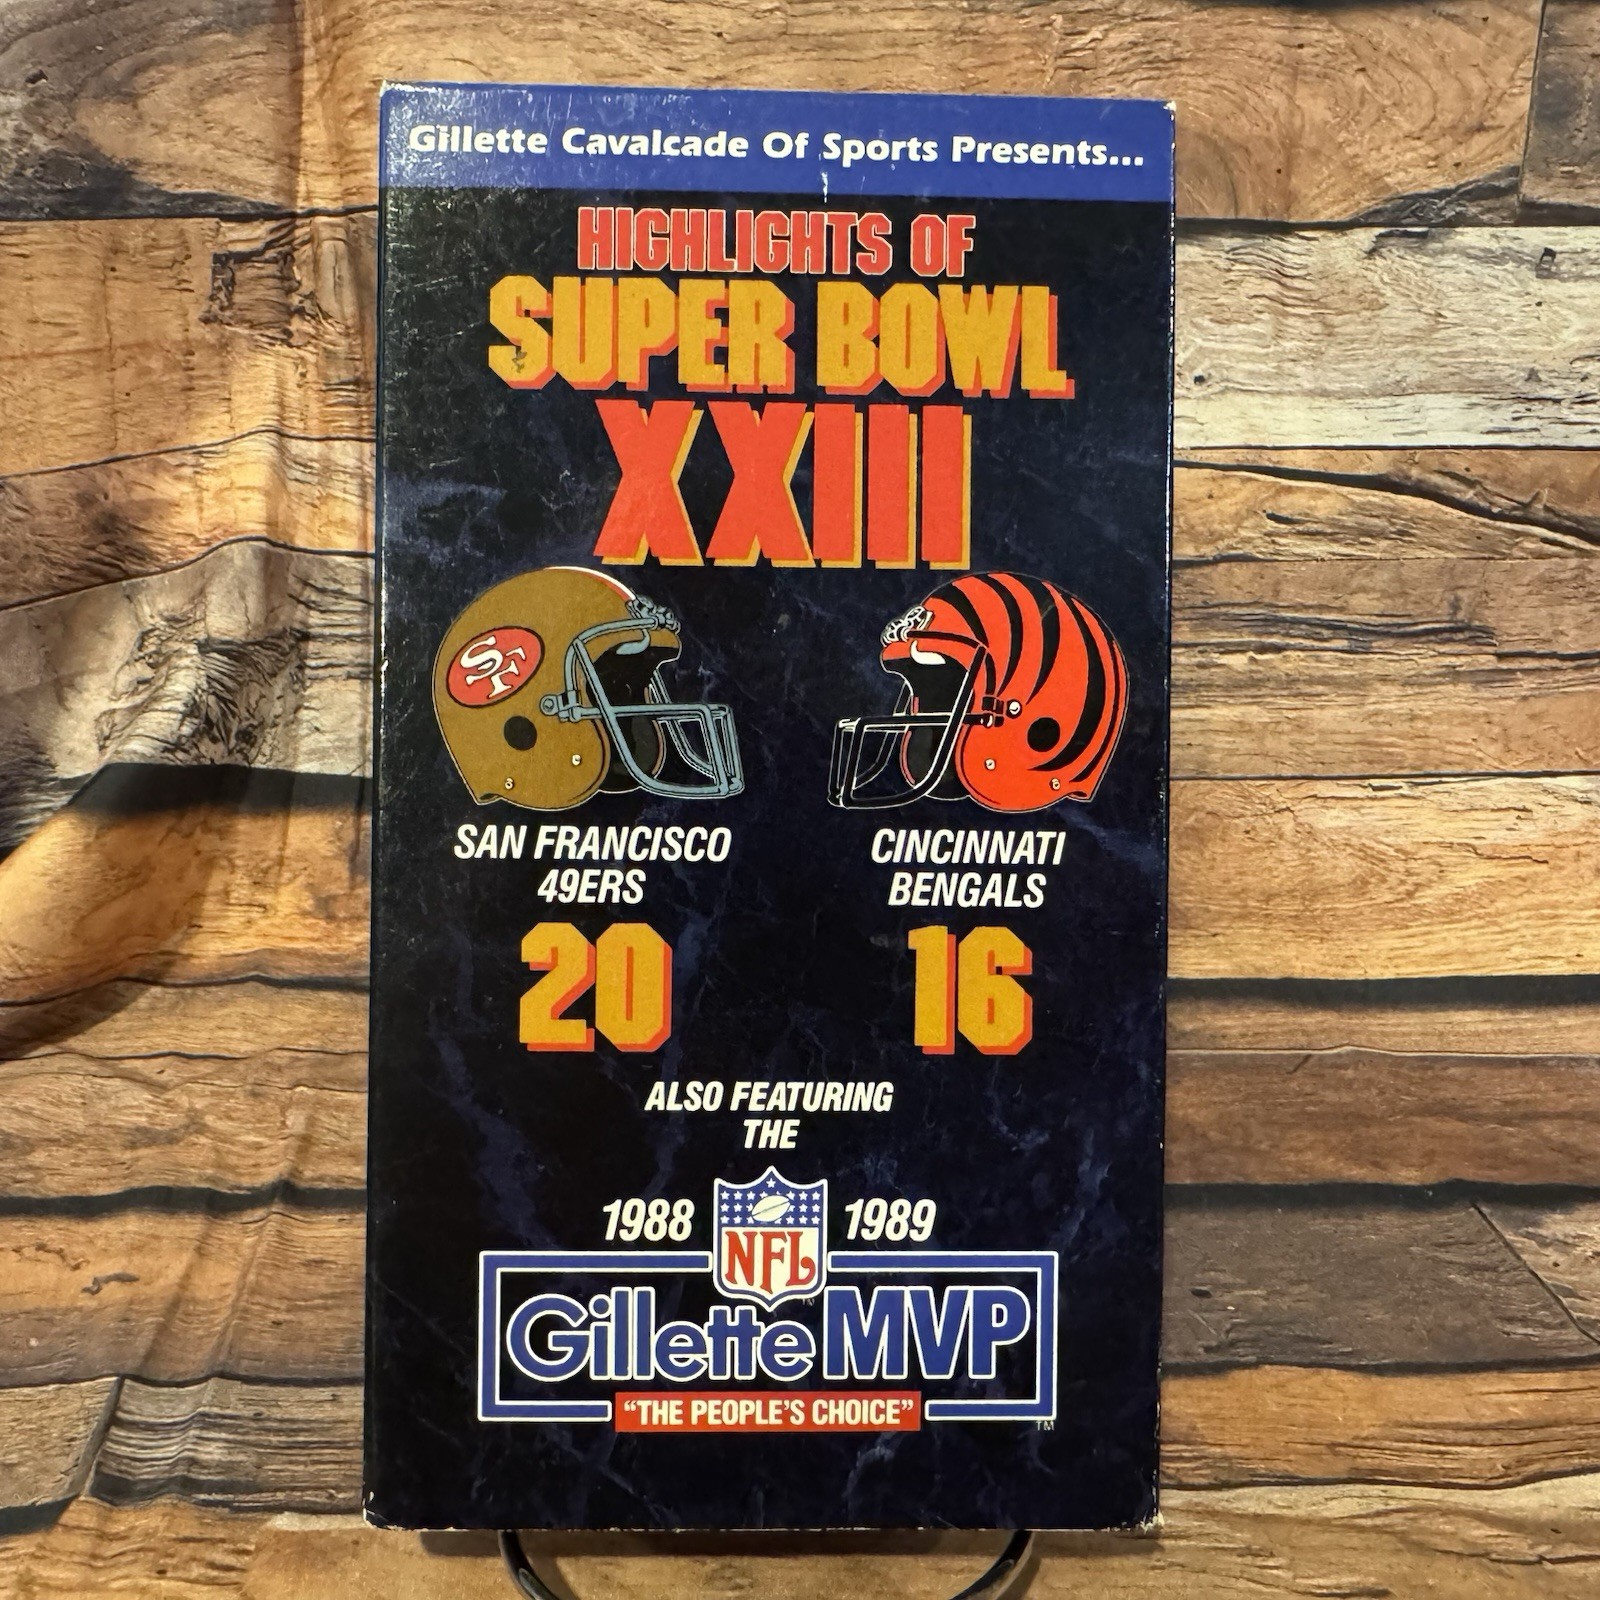 Gillette Cavalcade Of Sports Presents...
HIGHLIGHTS OF
SUPER BOWL
XXIII
SF
SAN FRANCISCO
49ERS
CINCINNATI
BENGALS
20
16
ALSO FEATURING
THE
1988 NFL 1989
Gillette MVP
"THE PEOPLE'S CHOICE"
TM